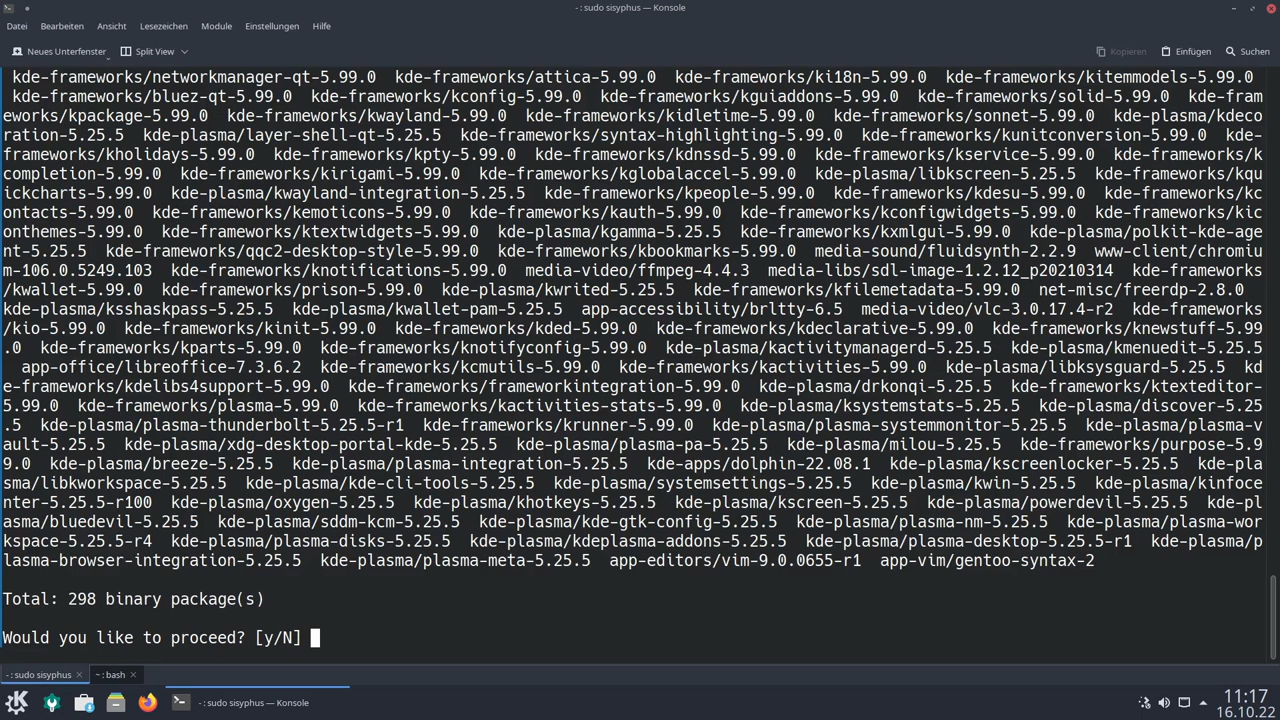 - : sudo sisyphus — Konsole
Datei Bearbeiten Ansicht Lesezeichen Module Einstellungen Hilfe
Neues Unterfenster Split View Kopieren Einfügen Suchen
kde-frameworks/networkmanager-qt-5.99.0 kde-frameworks/attica-5.99.0 kde-frameworks/ki18n-5.99.0 kde-frameworks/kitemmodels-5.99.0
kde-frameworks/bluez-qt-5.99.0 kde-frameworks/kconfig-5.99.0 kde-frameworks/kguiaddons-5.99.0 kde-frameworks/solid-5.99.0 kde-fram
eworks/kpackage-5.99.0 kde-frameworks/kwayland-5.99.0 kde-frameworks/kidletime-5.99.0 kde-frameworks/sonnet-5.99.0 kde-plasma/kdeco
ration-5.25.5 kde-plasma/layer-shell-qt-5.25.5 kde-frameworks/syntax-highlighting-5.99.0 kde-frameworks/kunitconversion-5.99.0 kde-
frameworks/kholidays-5.99.0 kde-frameworks/kpty-5.99.0 kde-frameworks/kdnssd-5.99.0 kde-frameworks/kservice-5.99.0 kde-frameworks/k
completion-5.99.0 kde-frameworks/kirigami-5.99.0 kde-frameworks/kglobalaccel-5.99.0 kde-plasma/libkscreen-5.25.5 kde-frameworks/kqu
ickcharts-5.99.0 kde-plasma/kwayland-integration-5.25.5 kde-frameworks/kpeople-5.99.0 kde-frameworks/kdesu-5.99.0 kde-frameworks/kc
ontacts-5.99.0 kde-frameworks/kemoticons-5.99.0 kde-frameworks/kauth-5.99.0 kde-frameworks/kconfigwidgets-5.99.0 kde-frameworks/kic
onthemes-5.99.0 kde-frameworks/ktextwidgets-5.99.0 kde-plasma/kgamma-5.25.5 kde-frameworks/kxmlgui-5.99.0 kde-plasma/polkit-kde-age
nt-5.25.5 kde-frameworks/qqc2-desktop-style-5.99.0 kde-frameworks/kbookmarks-5.99.0 media-sound/fluidsynth-2.2.9 www-client/chromiu
m-106.0.5249.103 kde-frameworks/knotifications-5.99.0 media-video/ffmpeg-4.4.3 media-libs/sdl-image-1.2.12_p20210314 kde-frameworks
/kwallet-5.99.0 kde-frameworks/prison-5.99.0 kde-plasma/kwrited-5.25.5 kde-frameworks/kfilemetadata-5.99.0 net-misc/freerdp-2.8.0
kde-plasma/ksshaskpass-5.25.5 kde-plasma/kwallet-pam-5.25.5 app-accessibility/brltty-6.5 media-video/vlc-3.0.17.4-r2 kde-frameworks
/kio-5.99.0 kde-frameworks/kinit-5.99.0 kde-frameworks/kded-5.99.0 kde-frameworks/kdeclarative-5.99.0 kde-frameworks/knewstuff-5.99
.0 kde-frameworks/kparts-5.99.0 kde-frameworks/knotifyconfig-5.99.0 kde-plasma/kactivitymanagerd-5.25.5 kde-plasma/kmenuedit-5.25.5
app-office/libreoffice-7.3.6.2 kde-frameworks/kcmutils-5.99.0 kde-frameworks/kactivities-5.99.0 kde-plasma/libksysguard-5.25.5 kd
e-frameworks/kdelibs4support-5.99.0 kde-frameworks/frameworkintegration-5.99.0 kde-plasma/drkonqi-5.25.5 kde-frameworks/ktexteditor-
5.99.0 kde-frameworks/plasma-5.99.0 kde-frameworks/kactivities-stats-5.99.0 kde-plasma/ksystemstats-5.25.5 kde-plasma/discover-5.25
.5 kde-plasma/plasma-thunderbolt-5.25.5-r1 kde-frameworks/krunner-5.99.0 kde-plasma/plasma-systemmonitor-5.25.5 kde-plasma/plasma-v
ault-5.25.5 kde-plasma/xdg-desktop-portal-kde-5.25.5 kde-plasma/plasma-pa-5.25.5 kde-plasma/milou-5.25.5 kde-frameworks/purpose-5.9
9.0 kde-plasma/breeze-5.25.5 kde-plasma/plasma-integration-5.25.5 kde-apps/dolphin-22.08.1 kde-plasma/kscreenlocker-5.25.5 kde-pla
sma/libkworkspace-5.25.5 kde-plasma/kde-cli-tools-5.25.5 kde-plasma/systemsettings-5.25.5 kde-plasma/kwin-5.25.5 kde-plasma/kinfoce
nter-5.25.5-r100 kde-plasma/oxygen-5.25.5 kde-plasma/khotkeys-5.25.5 kde-plasma/kscreen-5.25.5 kde-plasma/powerdevil-5.25.5 kde-pl
asma/bluedevil-5.25.5 kde-plasma/sddm-kcm-5.25.5 kde-plasma/kde-gtk-config-5.25.5 kde-plasma/plasma-nm-5.25.5 kde-plasma/plasma-wor
kspace-5.25.5-r4 kde-plasma/plasma-disks-5.25.5 kde-plasma/kdeplasma-addons-5.25.5 kde-plasma/plasma-desktop-5.25.5-r1 kde-plasma/p
lasma-browser-integration-5.25.5 kde-plasma/plasma-meta-5.25.5 app-editors/vim-9.0.0655-r1 app-vim/gentoo-syntax-2
Total: 298 binary package(s)
Would you like to proceed? [y/N]
- : sudo sisyphus ~ : bash
- : sudo sisyphus — Konsole
11:17
16.10.22